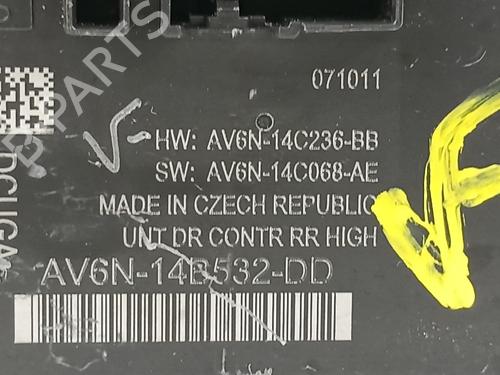 071011
HW: AV6N-14C236-BB
SW: AV6N-14C068-AE
MADE IN CZECH REPUBLIC
UNT DR CONTR RR HIGH
AV6N-14B532-DD
B-PARTS